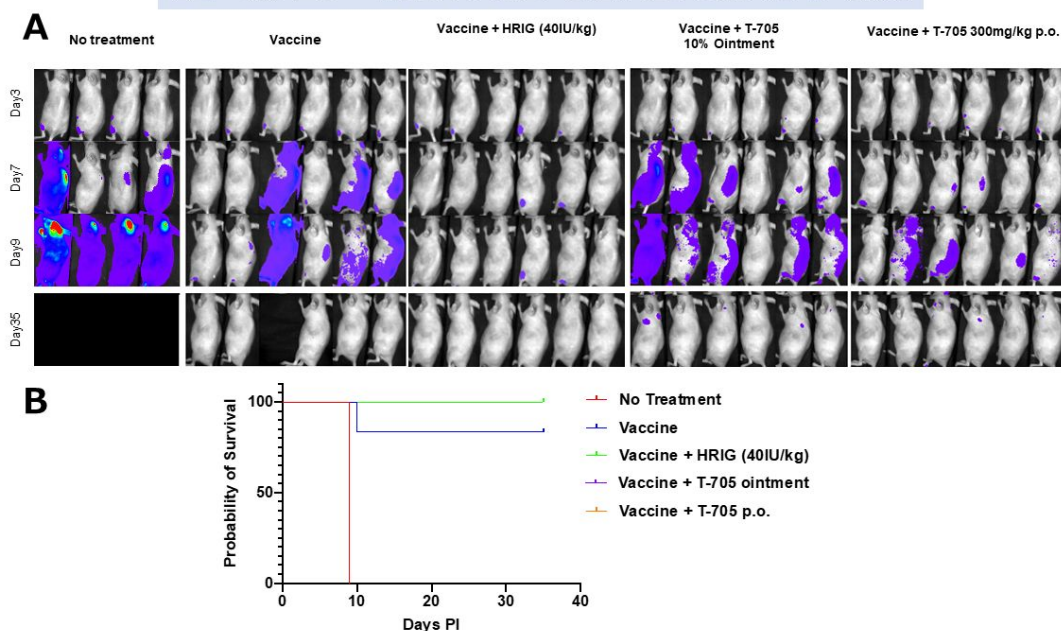 A
No treatment
Vaccine
Vaccine + HRIG (40IU/kg)
Vaccine + T-705
10% Ointment
Vaccine + T-705 300mg/kg p.o.
Day3
Day7
Day9
Day35
B
Probability of Survival
100
50
0
0 10 20 30 40
Days PI
No Treatment
Vaccine
Vaccine + HRIG (40IU/kg)
Vaccine + T-705 ointment
Vaccine + T-705 p.o.